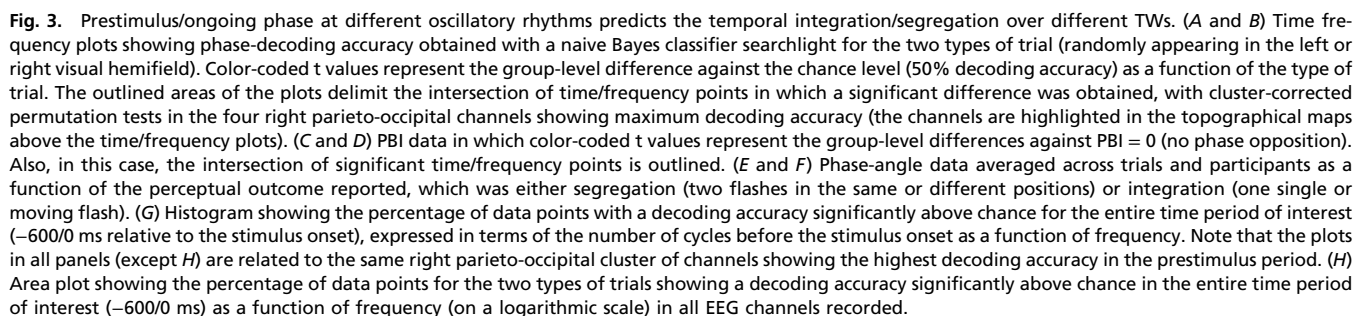 Fig. 3. Prestimulus/ongoing phase at different oscillatory rhythms predicts the temporal integration/segregation over different TWs. (A and B) Time fre-
quency plots showing phase-decoding accuracy obtained with a naive Bayes classifier searchlight for the two types of trial (randomly appearing in the left or
right visual hemifield). Color-coded t values represent the group-level difference against the chance level (50% decoding accuracy) as a function of the type of
trial. The outlined areas of the plots delimit the intersection of time/frequency points in which a significant difference was obtained, with cluster-corrected
permutation tests in the four right parieto-occipital channels showing maximum decoding accuracy (the channels are highlighted in the topographical maps
above the time/frequency plots). (C and D) PBI data in which color-coded t values represent the group-level differences against PBI = 0 (no phase opposition).
Also, in this case, the intersection of significant time/frequency points is outlined. (E and F) Phase-angle data averaged across trials and participants as a
function of the perceptual outcome reported, which was either segregation (two flashes in the same or different positions) or integration (one single or
moving flash). (G) Histogram showing the percentage of data points with a decoding accuracy significantly above chance for the entire time period of interest
(−600/0 ms relative to the stimulus onset), expressed in terms of the number of cycles before the stimulus onset as a function of frequency. Note that the plots
in all panels (except H) are related to the same right parieto-occipital cluster of channels showing the highest decoding accuracy in the prestimulus period. (H)
Area plot showing the percentage of data points for the two types of trials showing a decoding accuracy significantly above chance in the entire time period
of interest (−600/0 ms) as a function of frequency (on a logarithmic scale) in all EEG channels recorded.